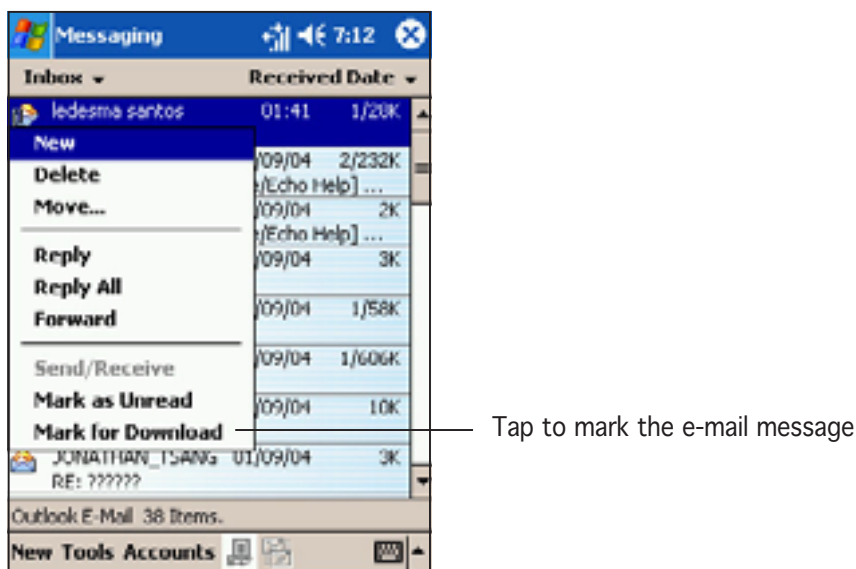 Messaging 7:12
Inbox Received Date
ledesma santos 01:41 1/28K
New
/09/04 2/232K
Delete
/Echo Help] ...
Move...
/09/04 2K
/Echo Help] ...
Reply
/09/04 3K
Reply All
Forward
/09/04 1/58K
Send/Receive
/09/04 1/606K
Mark as Unread
/09/04 10K
Mark for Download
Tap to mark the e-mail message
JONATHAN_TSANG 01/09/04 3K
RE: ??????
Outlook E-Mail 38 Items.
New Tools Accounts